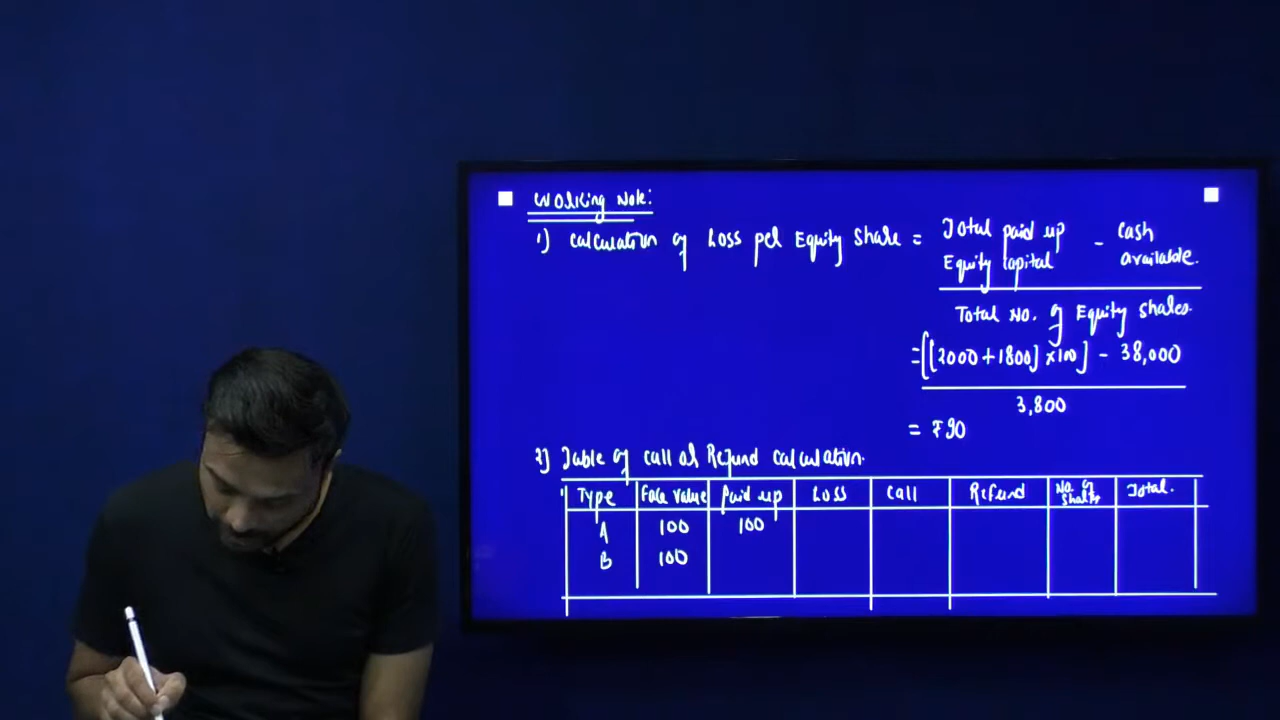 Working Note:
1) Calculation of Loss per Equity Share = Total paid up Equity Capital - Cash available.
Total No. of Equity shares.
= [(2000+1800) x 100] - 38,000
3,800
= ₹90
2) Table of call or Refund calculation.
Type Face value Paid up Loss Call Refund No. of shares Total.
A 100 100
B 100